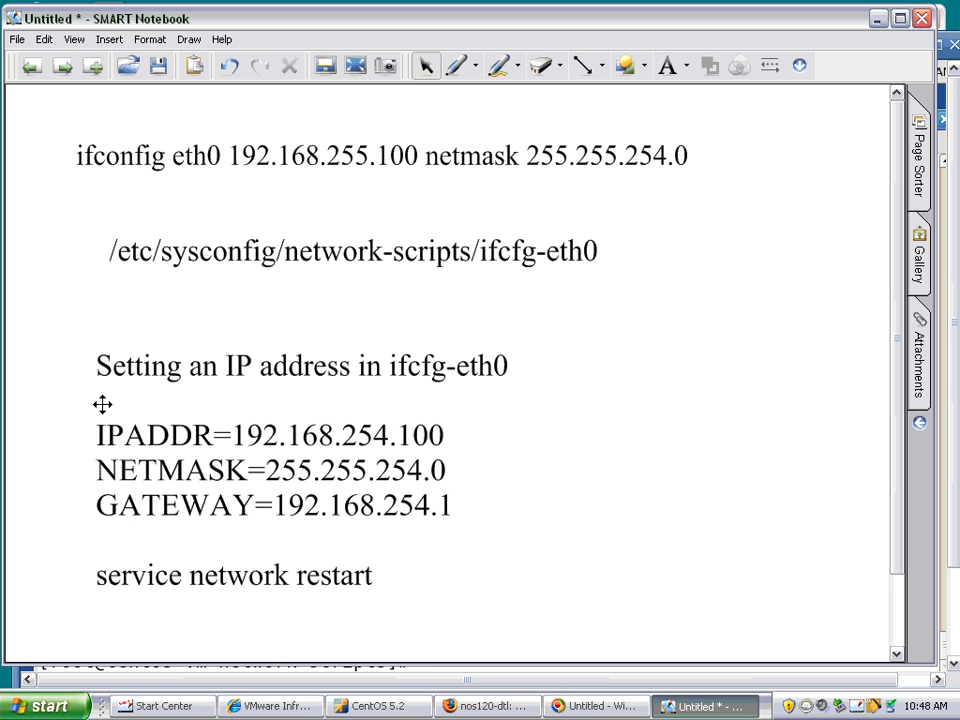 Untitled * - SMART Notebook
File Edit View Insert Format Draw Help
ifconfig eth0 192.168.255.100 netmask 255.255.254.0
/etc/sysconfig/network-scripts/ifcfg-eth0
Setting an IP address in ifcfg-eth0
IPADDR=192.168.254.100
NETMASK=255.255.254.0
GATEWAY=192.168.254.1
service network restart
Page Sorter
Gallery
Attachments
start Start Center VMware Infr... CentOS 5.2 nos120-dtl: ... Untitled - Wi... Untitled * - ... 10:48 AM